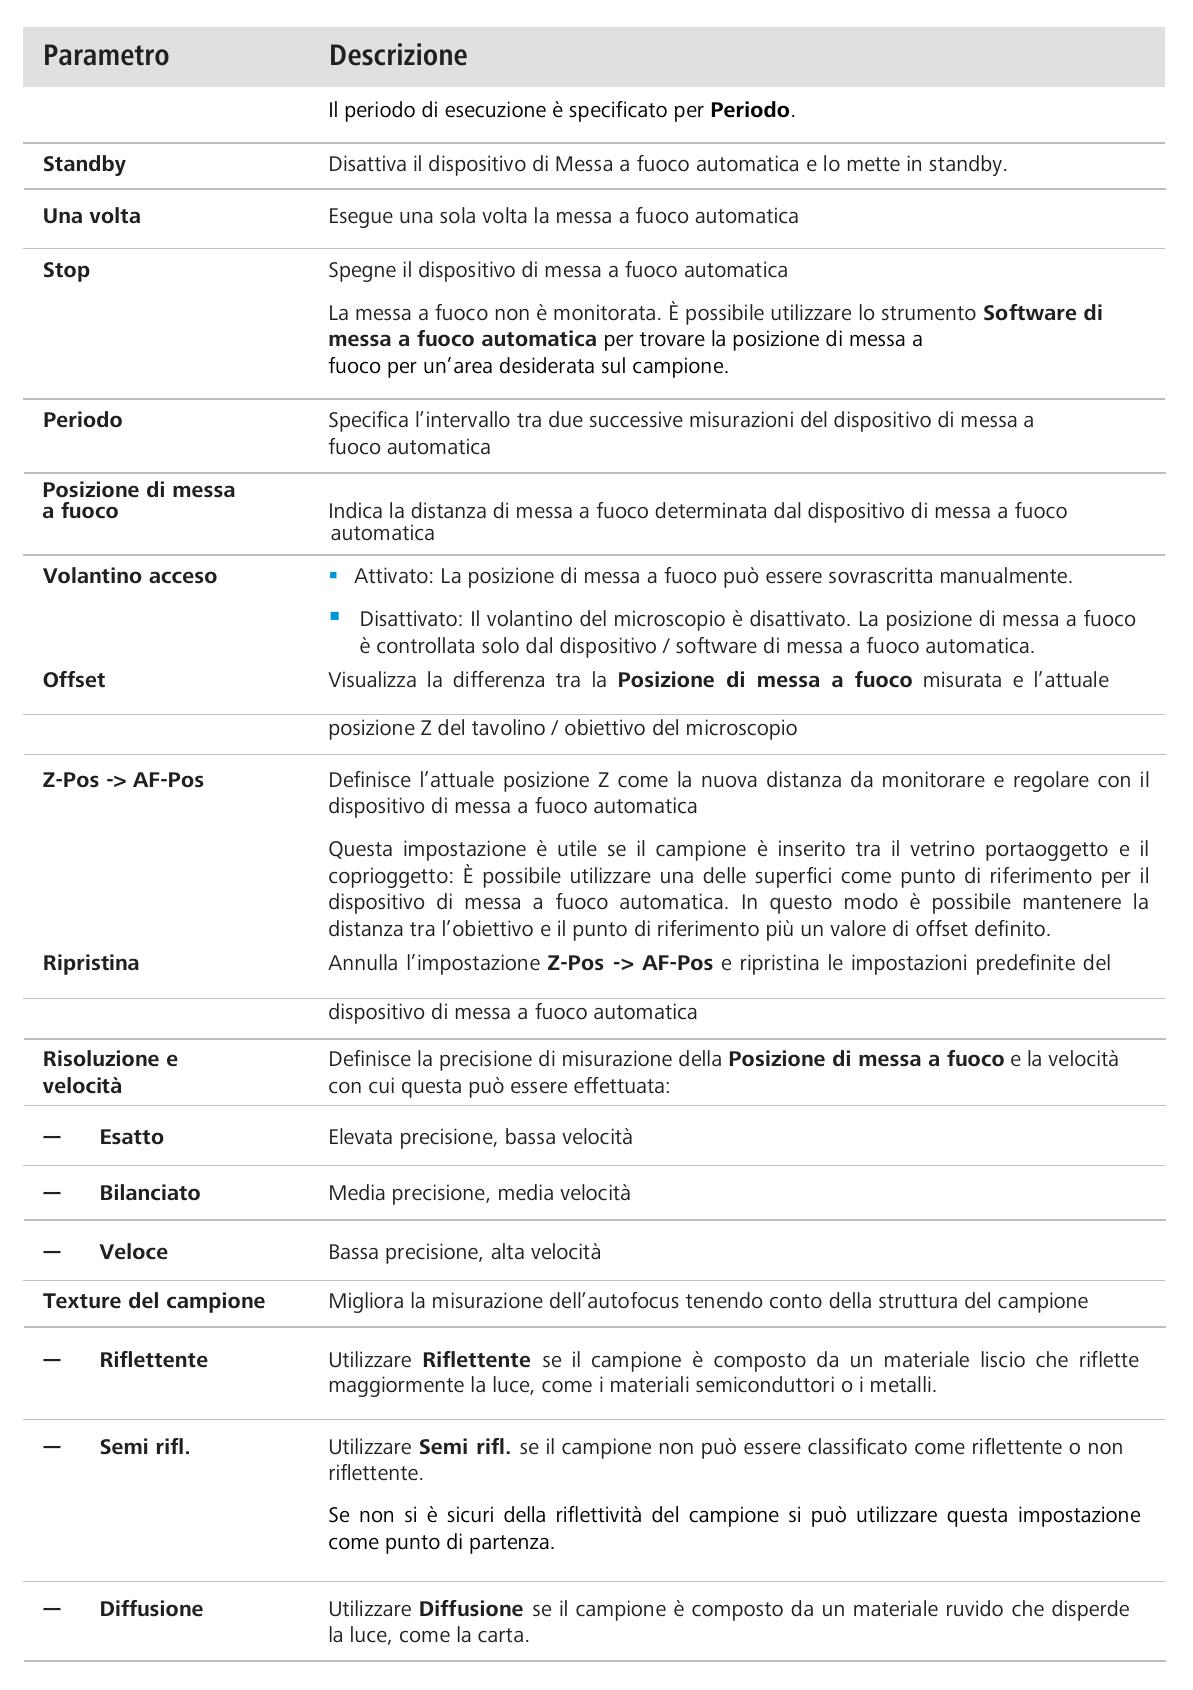 Parametro Descrizione
Il periodo di esecuzione è specificato per Periodo.
Standby Disattiva il dispositivo di Messa a fuoco automatica e lo mette in standby.
Una volta Esegue una sola volta la messa a fuoco automatica
Stop Spegne il dispositivo di messa a fuoco automatica
La messa a fuoco non è monitorata. È possibile utilizzare lo strumento Software di
messa a fuoco automatica per trovare la posizione di messa a
fuoco per un'area desiderata sul campione.
Periodo Specifica l'intervallo tra due successive misurazioni del dispositivo di messa a
fuoco automatica
Posizione di messa
a fuoco Indica la distanza di messa a fuoco determinata dal dispositivo di messa a fuoco
automatica
Volantino acceso ▪ Attivato: La posizione di messa a fuoco può essere sovrascritta manualmente.
▪ Disattivato: Il volantino del microscopio è disattivato. La posizione di messa a fuoco
è controllata solo dal dispositivo / software di messa a fuoco automatica.
Offset Visualizza la differenza tra la Posizione di messa a fuoco misurata e l'attuale
posizione Z del tavolino / obiettivo del microscopio
Z-Pos -> AF-Pos Definisce l'attuale posizione Z come la nuova distanza da monitorare e regolare con il
dispositivo di messa a fuoco automatica
Questa impostazione è utile se il campione è inserito tra il vetrino portaoggetto e il
coprioggetto: È possibile utilizzare una delle superfici come punto di riferimento per il
dispositivo di messa a fuoco automatica. In questo modo è possibile mantenere la
distanza tra l'obiettivo e il punto di riferimento più un valore di offset definito.
Ripristina Annulla l'impostazione Z-Pos -> AF-Pos e ripristina le impostazioni predefinite del
dispositivo di messa a fuoco automatica
Risoluzione e Definisce la precisione di misurazione della Posizione di messa a fuoco e la velocità
velocità con cui questa può essere effettuata:
— Esatto Elevata precisione, bassa velocità
— Bilanciato Media precisione, media velocità
— Veloce Bassa precisione, alta velocità
Texture del campione Migliora la misurazione dell'autofocus tenendo conto della struttura del campione
— Riflettente Utilizzare Riflettente se il campione è composto da un materiale liscio che riflette
maggiormente la luce, come i materiali semiconduttori o i metalli.
— Semi rifl. Utilizzare Semi rifl. se il campione non può essere classificato come riflettente o non
riflettente.
Se non si è sicuri della riflettività del campione si può utilizzare questa impostazione
come punto di partenza.
— Diffusione Utilizzare Diffusione se il campione è composto da un materiale ruvido che disperde
la luce, come la carta.